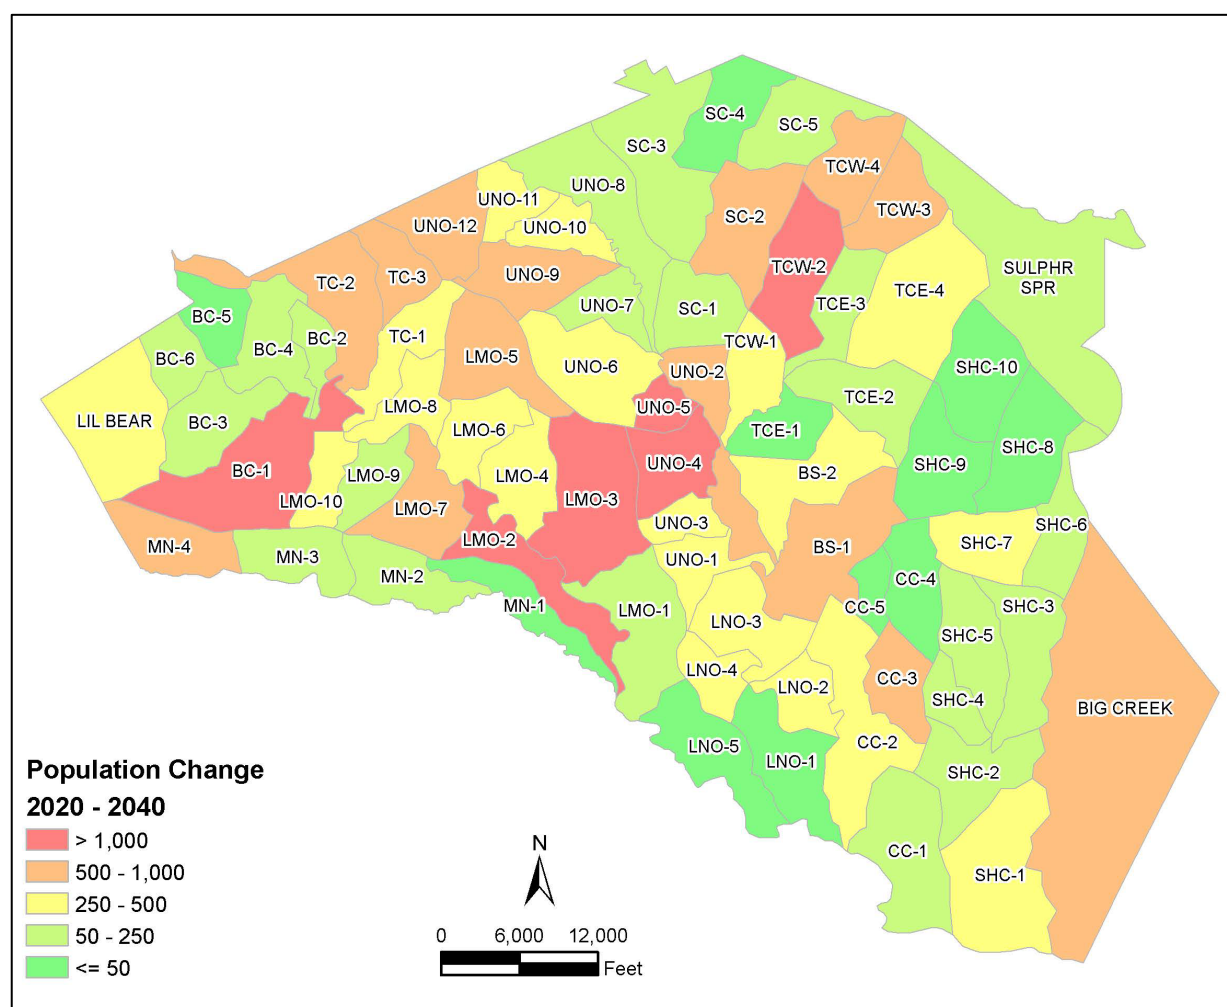 SC-4
SC-5
SC-3
TCW-4
UNO-8
UNO-11
TCW-3
SC-2
UNO-12
UNO-10
TCW-2
SULPHR
SPR
TC-3
UNO-9
TC-2
TCE-4
TCE-3
UNO-7
SC-1
BC-5
TC-1
BC-2
TCW-1
BC-4
BC-6
LMO-5
UNO-6
SHC-10
UNO-2
TCE-2
LMO-8
UNO-5
LIL BEAR
BC-3
LMO-6
TCE-1
SHC-8
UNO-4
SHC-9
BC-1
BS-2
LMO-9
LMO-4
LMO-3
LMO-10
LMO-7
UNO-3
SHC-6
LMO-2
SHC-7
MN-4
BS-1
MN-3
UNO-1
MN-2
CC-4
MN-1
CC-5
SHC-3
LMO-1
LNO-3
SHC-5
LNO-4
CC-3
LNO-2
SHC-4
BIG CREEK
CC-2
LNO-5
LNO-1
SHC-2
CC-1
SHC-1
Population Change
2020 - 2040
> 1,000
500 - 1,000
250 - 500
50 - 250
<= 50
N
0 6,000 12,000
Feet